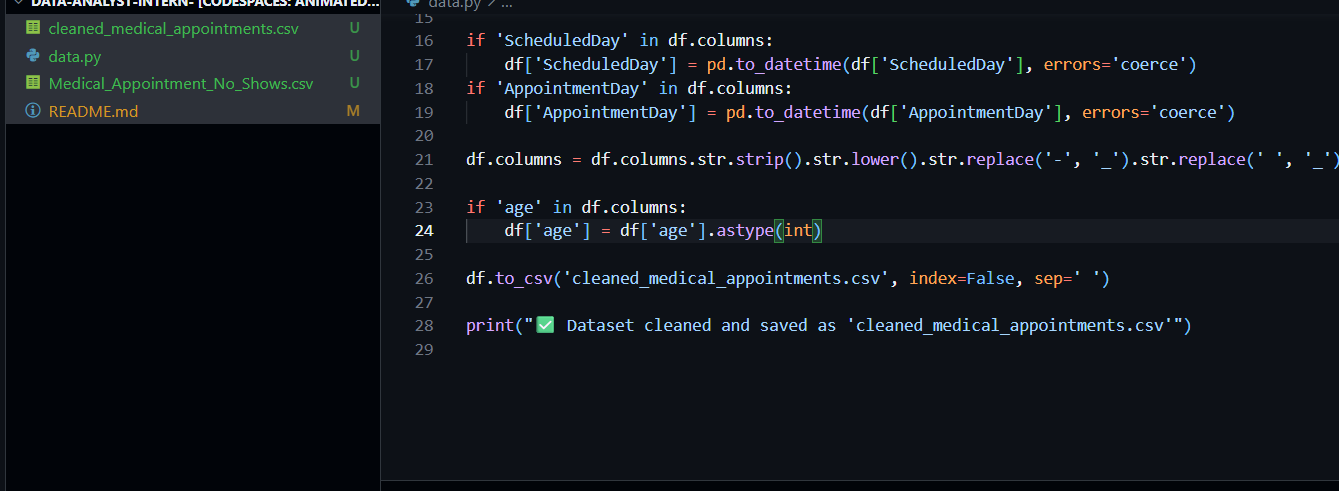 DATA-ANALYST-INTERN- [CODESPACES: ANIMATED...
cleaned_medical_appointments.csv U
data.py U
Medical_Appointment_No_Shows.csv U
README.md M
data.py > ...
15
16 if 'ScheduledDay' in df.columns:
17     df['ScheduledDay'] = pd.to_datetime(df['ScheduledDay'], errors='coerce')
18 if 'AppointmentDay' in df.columns:
19     df['AppointmentDay'] = pd.to_datetime(df['AppointmentDay'], errors='coerce')
20
21 df.columns = df.columns.str.strip().str.lower().str.replace('-', '_').str.replace(' ', '_')
22
23 if 'age' in df.columns:
24     df['age'] = df['age'].astype(int)
25
26 df.to_csv('cleaned_medical_appointments.csv', index=False, sep=' ')
27
28 print("✅ Dataset cleaned and saved as 'cleaned_medical_appointments.csv'")
29